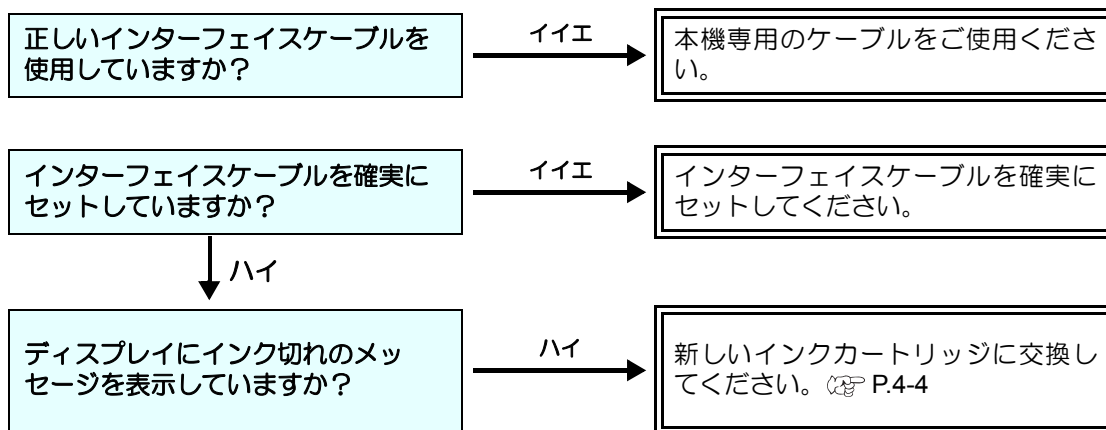 正しいインターフェイスケーブルを
使用していますか？
イイエ
本機専用のケーブルをご使用くださ
い。
インターフェイスケーブルを確実に
セットしていますか？
イイエ
インターフェイスケーブルを確実に
セットしてください。
ハイ
ディスプレイにインク切れのメッ
セージを表示していますか？
ハイ
新しいインクカートリッジに交換し
てください。☞ P.4-4